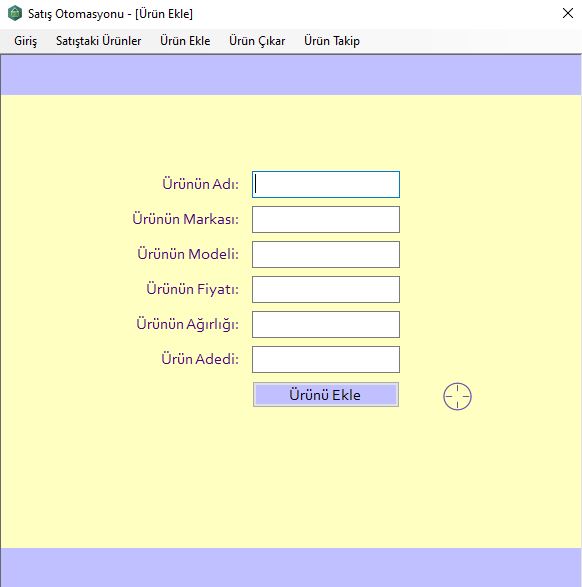 Satış Otomasyonu - [Ürün Ekle]
Giriş Satıştaki Ürünler Ürün Ekle Ürün Çıkar Ürün Takip
Ürünün Adı:
Ürünün Markası:
Ürünün Modeli:
Ürünün Fiyatı:
Ürünün Ağırlığı:
Ürün Adedi:
Ürünü Ekle